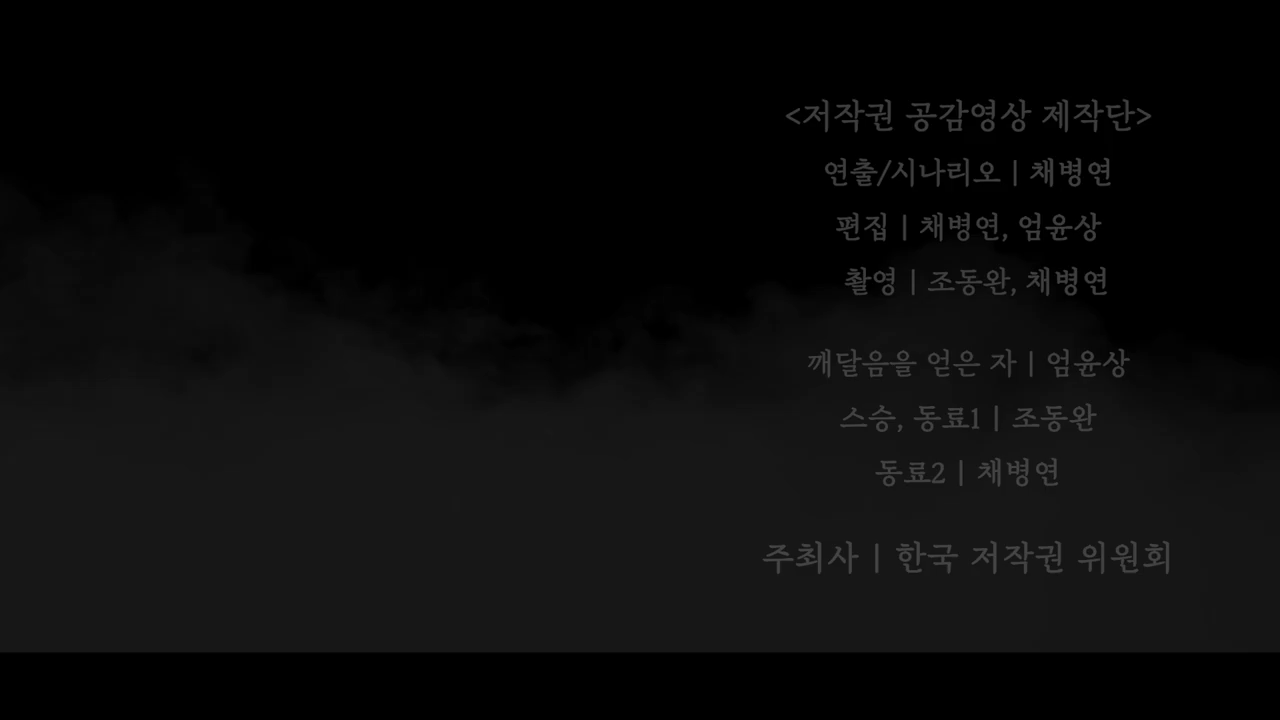 <저작권 공감영상 제작단>
연출/시나리오 | 채병연
편집 | 채병연, 엄윤상
촬영 | 조동완, 채병연
깨달음을 얻은 자 | 엄윤상
스승, 동료1 | 조동완
동료2 | 채병연
주최사 | 한국 저작권 위원회